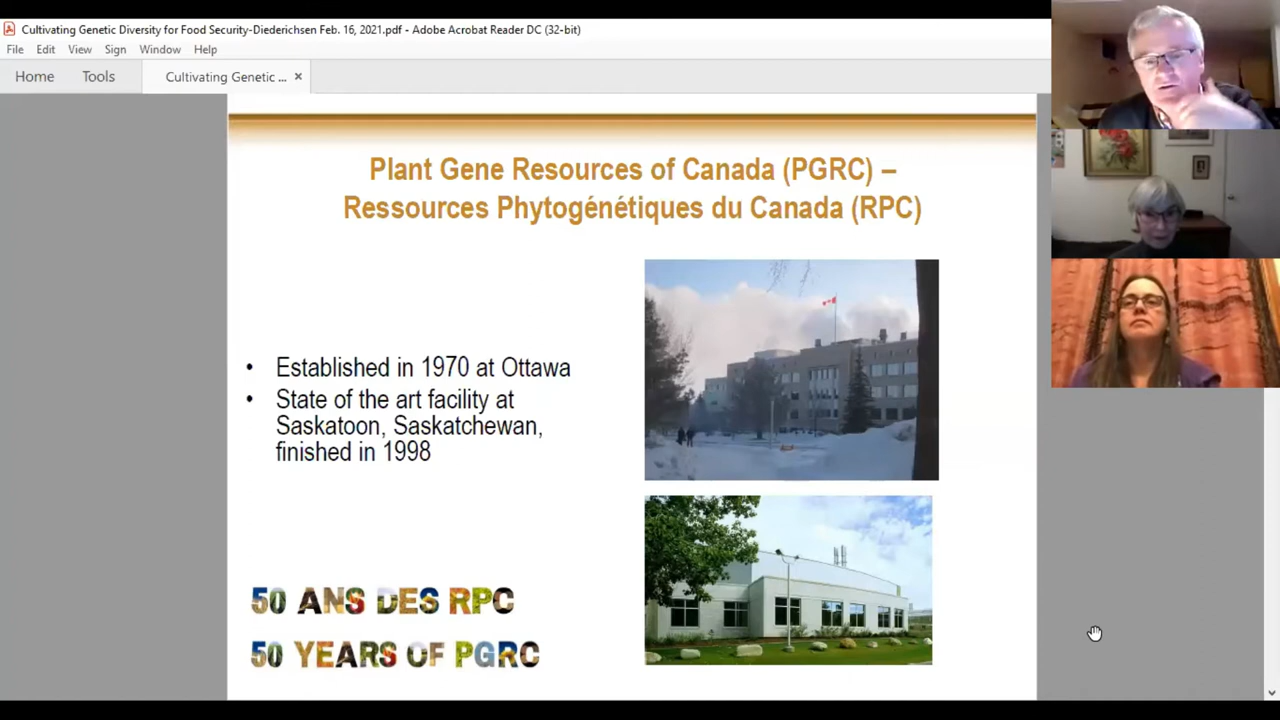 Cultivating Genetic Diversity for Food Security-Diederichsen Feb. 16, 2021.pdf - Adobe Acrobat Reader DC (32-bit)
File Edit View Sign Window Help
Home Tools Cultivating Genetic ... ×
Plant Gene Resources of Canada (PGRC) –
Ressources Phytogénétiques du Canada (RPC)
• Established in 1970 at Ottawa
• State of the art facility at
Saskatoon, Saskatchewan,
finished in 1998
50 ANS DES RPC
50 YEARS OF PGRC